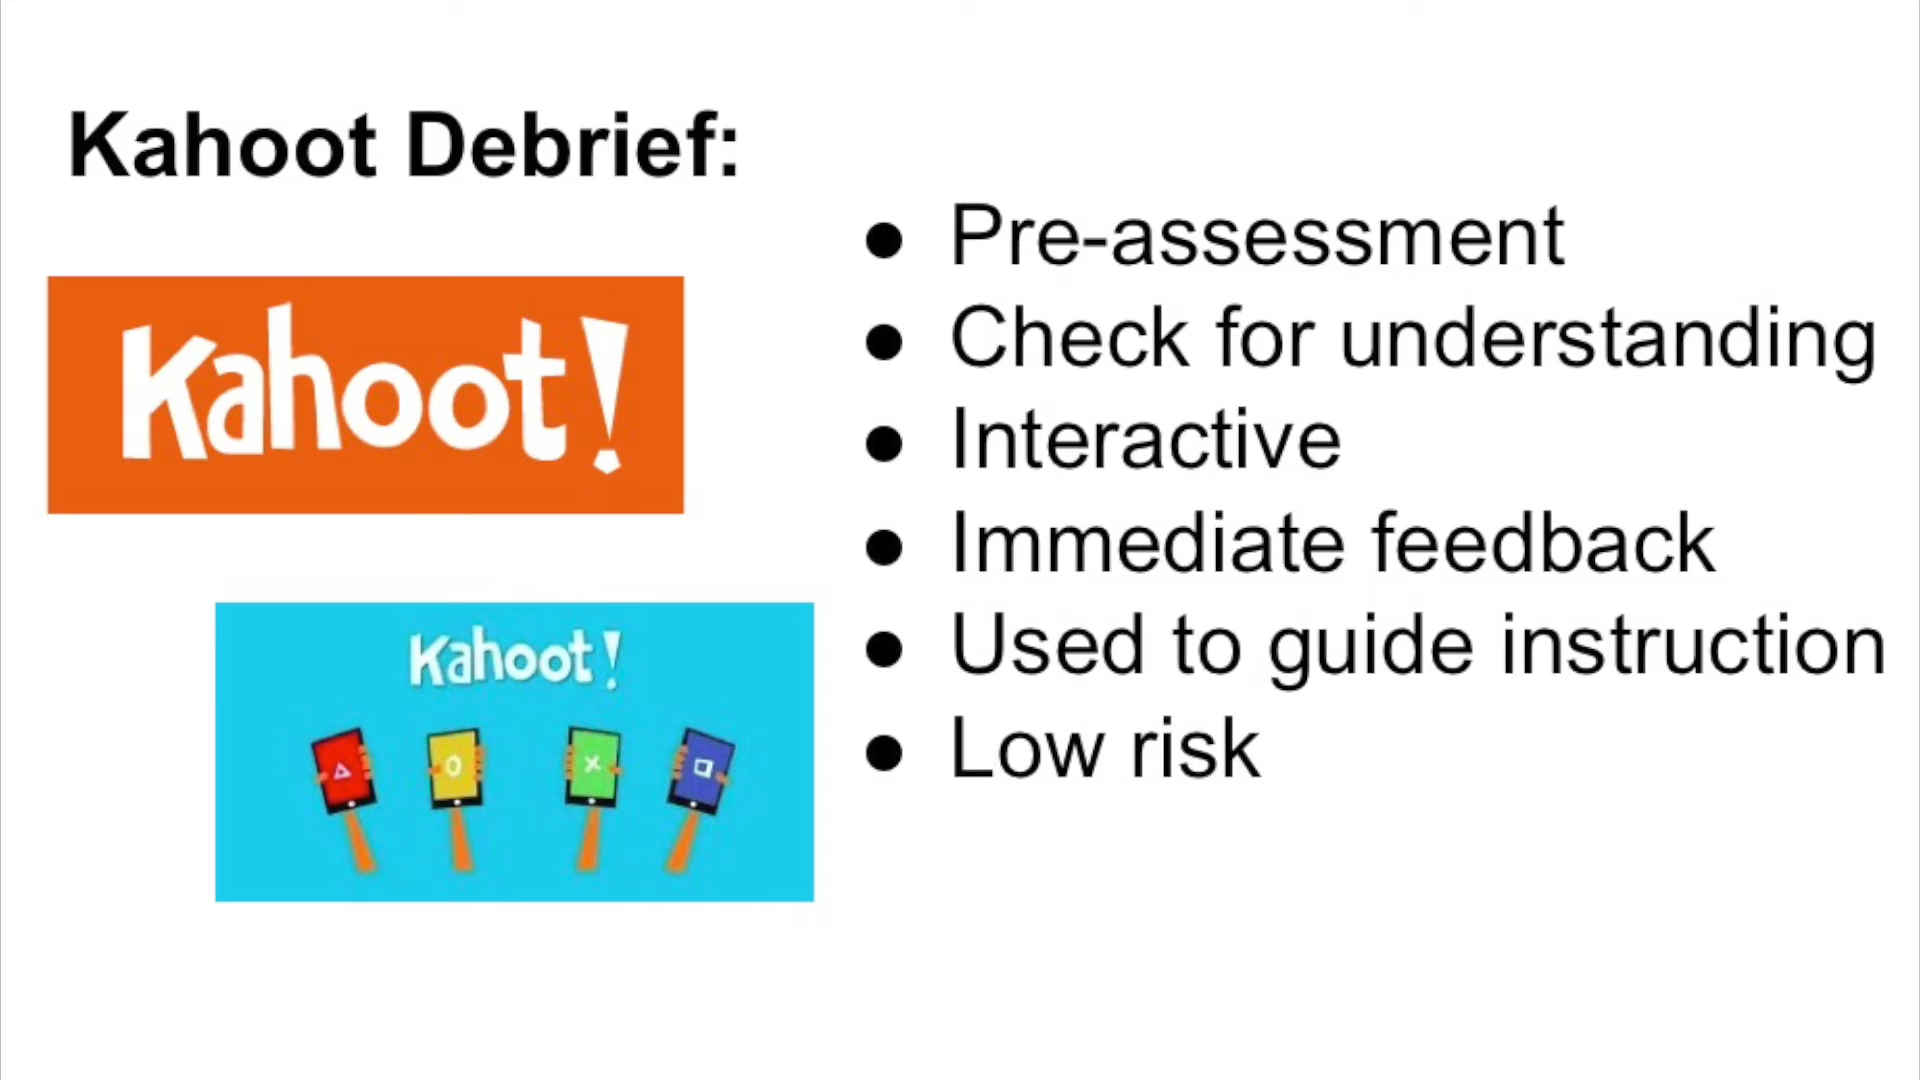 Kahoot Debrief:
Kahoot!
Kahoot!
● Pre-assessment
● Check for understanding
● Interactive
● Immediate feedback
● Used to guide instruction
● Low risk